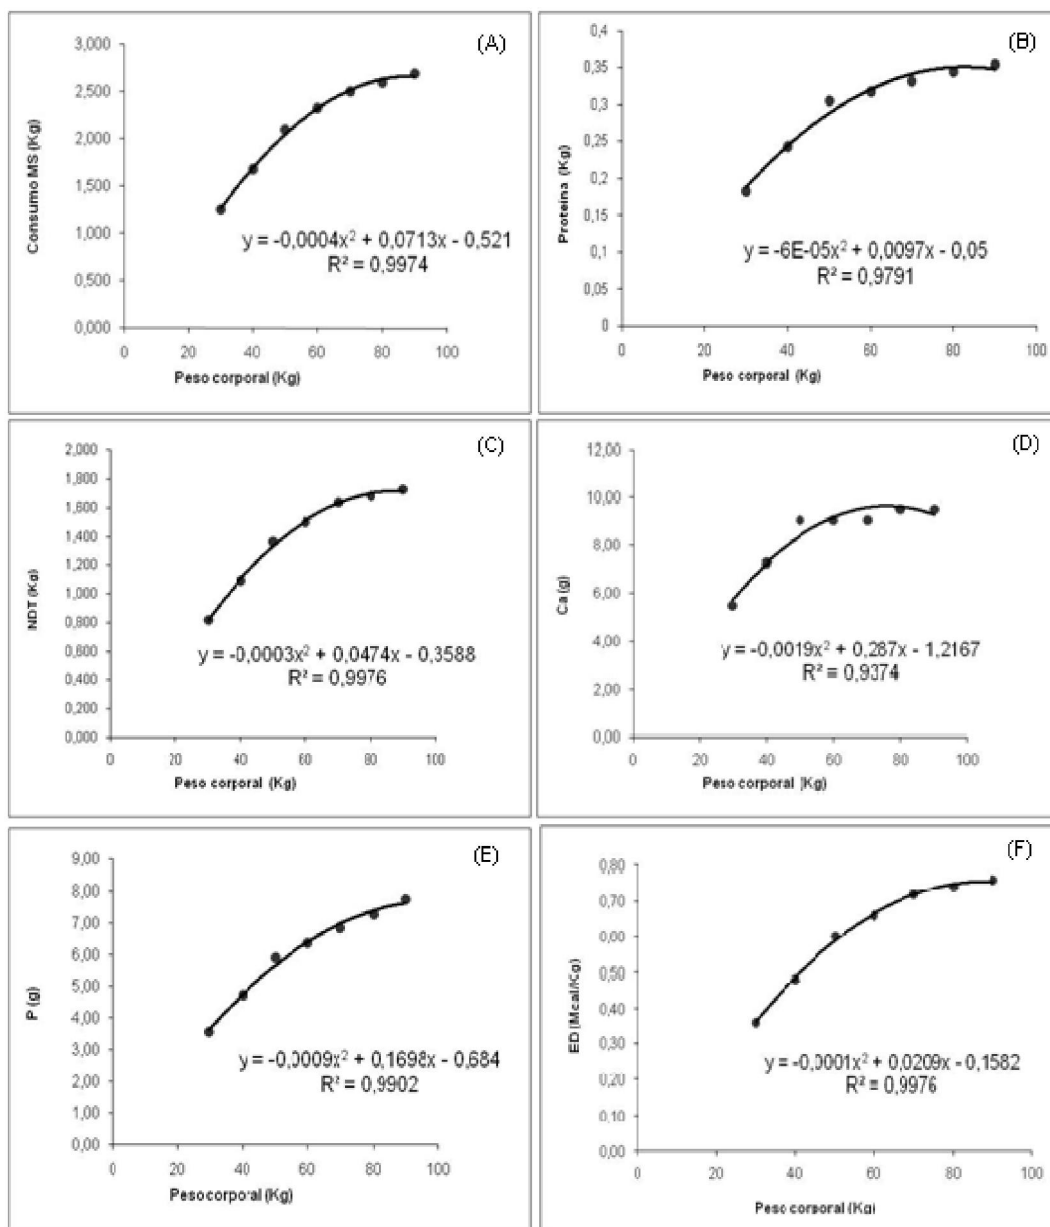 (A)
3,000
2,500
2,000
1,500
1,000
0,500
0,000
Consumo MS (Kg)
y = -0,0004x² + 0,0713x - 0,521
R² = 0,9974
0 20 40 60 80 100
Peso corporal (Kg)
(B)
0,4
0,35
0,3
0,25
0,2
0,15
0,1
0,05
0
Proteina (Kg)
y = -6E-05x² + 0,0097x - 0,05
R² = 0,9791
0 20 40 60 80 100
Peso corporal (Kg)
(C)
2,000
1,800
1,600
1,400
1,200
1,000
0,800
0,600
0,400
0,200
0,000
NDT (Kg)
y = -0,0003x² + 0,0474x - 0,3588
R² = 0,9976
0 20 40 60 80 100
Peso corporal (Kg)
(D)
12,00
10,00
8,00
6,00
4,00
2,00
0,00
Ca (g)
y = -0,0019x² + 0,287x - 1,2167
R² = 0,9374
0 20 40 60 80 100
Peso corporal (Kg)
(E)
9,00
8,00
7,00
6,00
5,00
4,00
3,00
2,00
1,00
0,00
P (g)
y = -0,0009x² + 0,1698x - 0,684
R² = 0,9902
0 20 40 60 80 100
Peso corporal (Kg)
(F)
0,80
0,70
0,60
0,50
0,40
0,30
0,20
0,10
0,00
ED (Mcal/Kg)
y = -0,0001x² + 0,0209x - 0,1582
R² = 0,9976
0 20 40 60 80 100
Peso corporal (Kg)